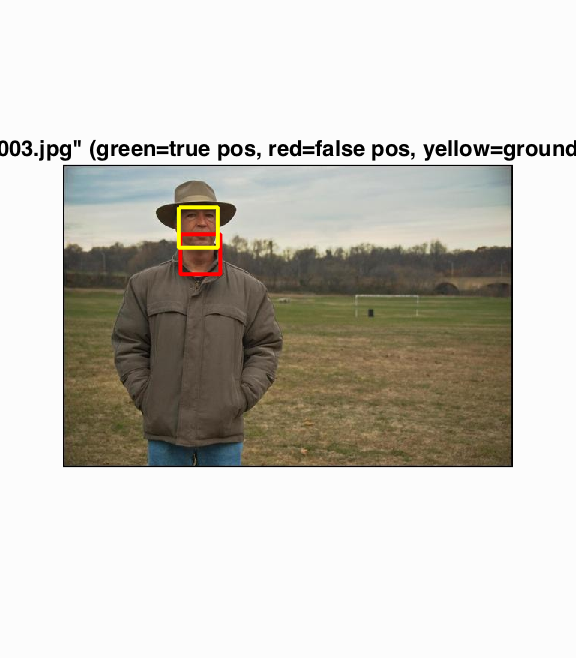 003.jpg" (green=true pos, red=false pos, yellow=ground